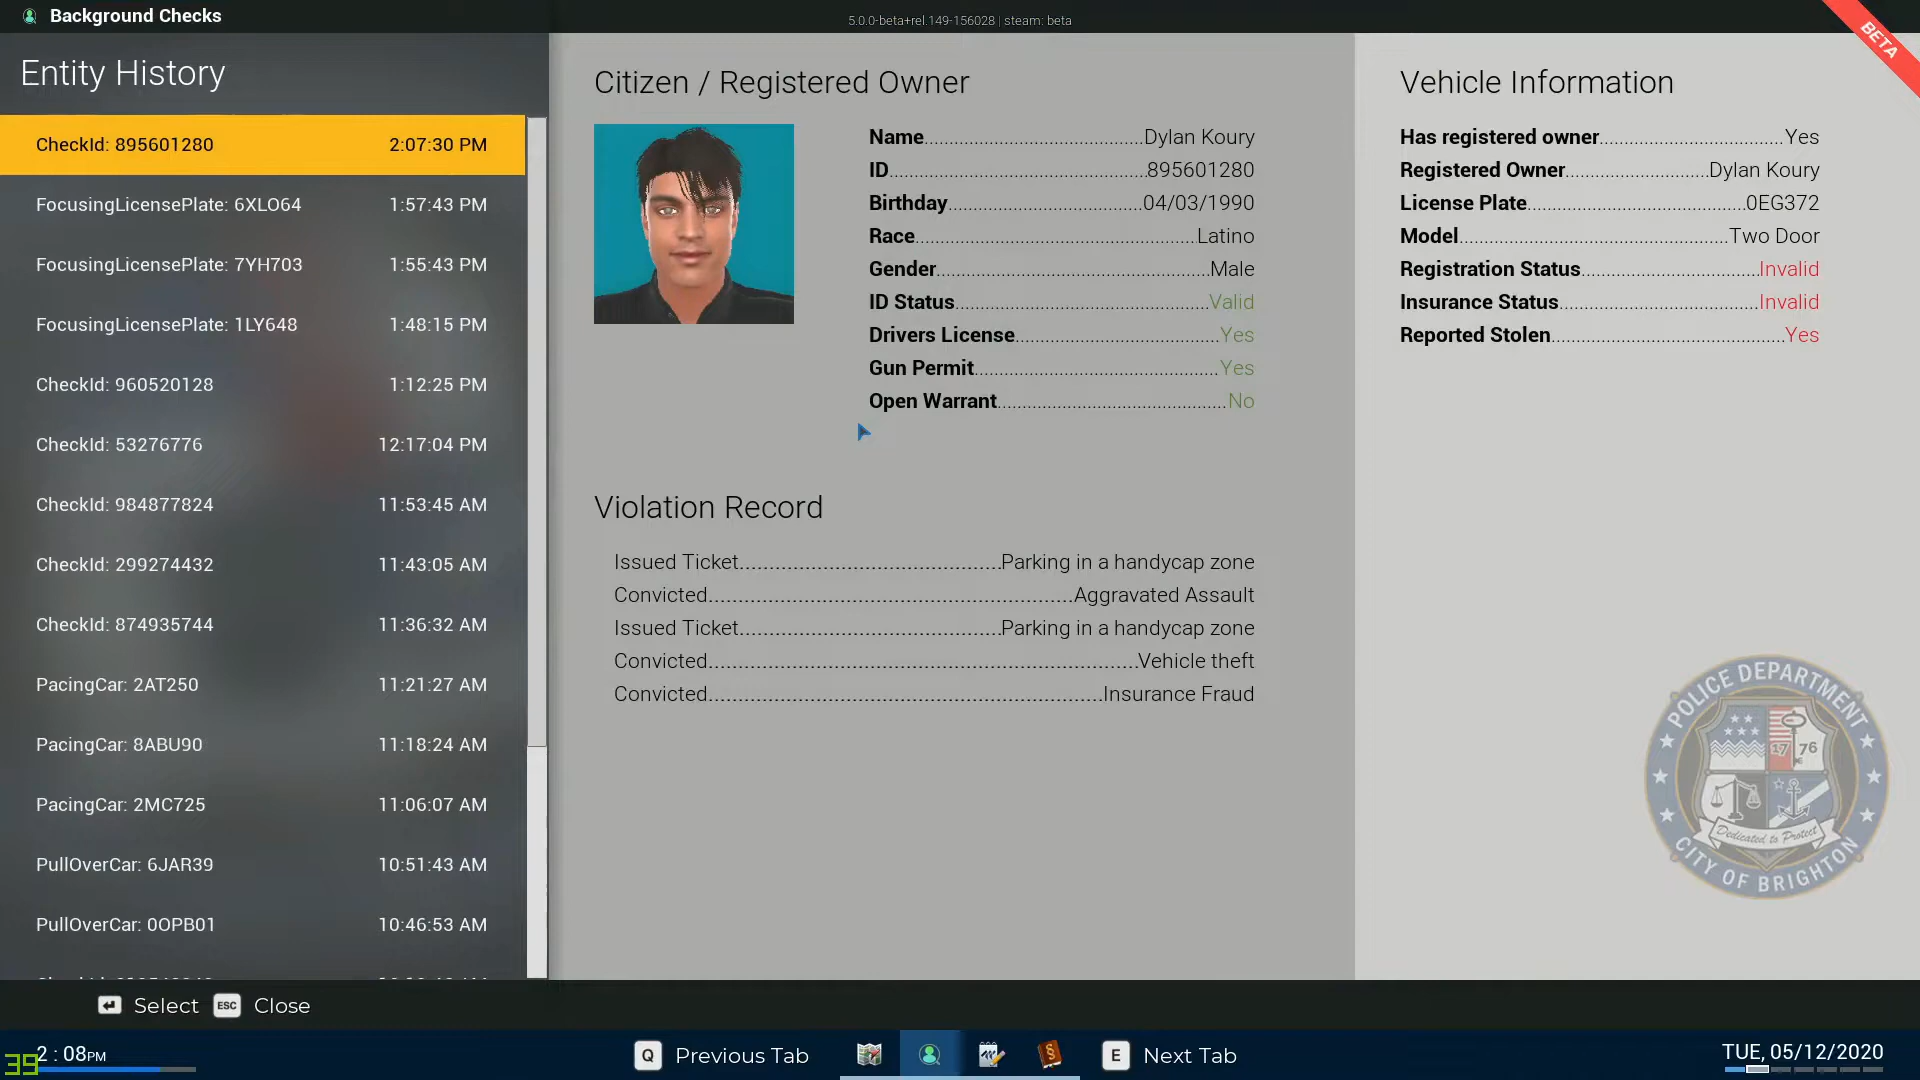 Background Checks
5.0.0-beta+rel.149-156028 | steam: beta
BETA
Entity History
CheckId: 895601280 2:07:30 PM
FocusingLicensePlate: 6XLO64 1:57:43 PM
FocusingLicensePlate: 7YH703 1:55:43 PM
FocusingLicensePlate: 1LY648 1:48:15 PM
CheckId: 960520128 1:12:25 PM
CheckId: 53276776 12:17:04 PM
CheckId: 984877824 11:53:45 AM
CheckId: 299274432 11:43:05 AM
CheckId: 874935744 11:36:32 AM
PacingCar: 2AT250 11:21:27 AM
PacingCar: 8ABU90 11:18:24 AM
PacingCar: 2MC725 11:06:07 AM
PullOverCar: 6JAR39 10:51:43 AM
PullOverCar: 0OPB01 10:46:53 AM
Citizen / Registered Owner
Name Dylan Koury
ID 895601280
Birthday 04/03/1990
Race Latino
Gender Male
ID Status Valid
Drivers License Yes
Gun Permit Yes
Open Warrant No
Violation Record
Issued Ticket Parking in a handycap zone
Convicted Aggravated Assault
Issued Ticket Parking in a handycap zone
Convicted Vehicle theft
Convicted Insurance Fraud
Vehicle Information
Has registered owner Yes
Registered Owner Dylan Koury
License Plate 0EG372
Model Two Door
Registration Status Invalid
Insurance Status Invalid
Reported Stolen Yes
POLICE DEPARTMENT
17 76
Dedicated to Protect
CITY OF BRIGHTON
Select ESC Close
39
2 : 08PM
Q Previous Tab E Next Tab
TUE, 05/12/2020